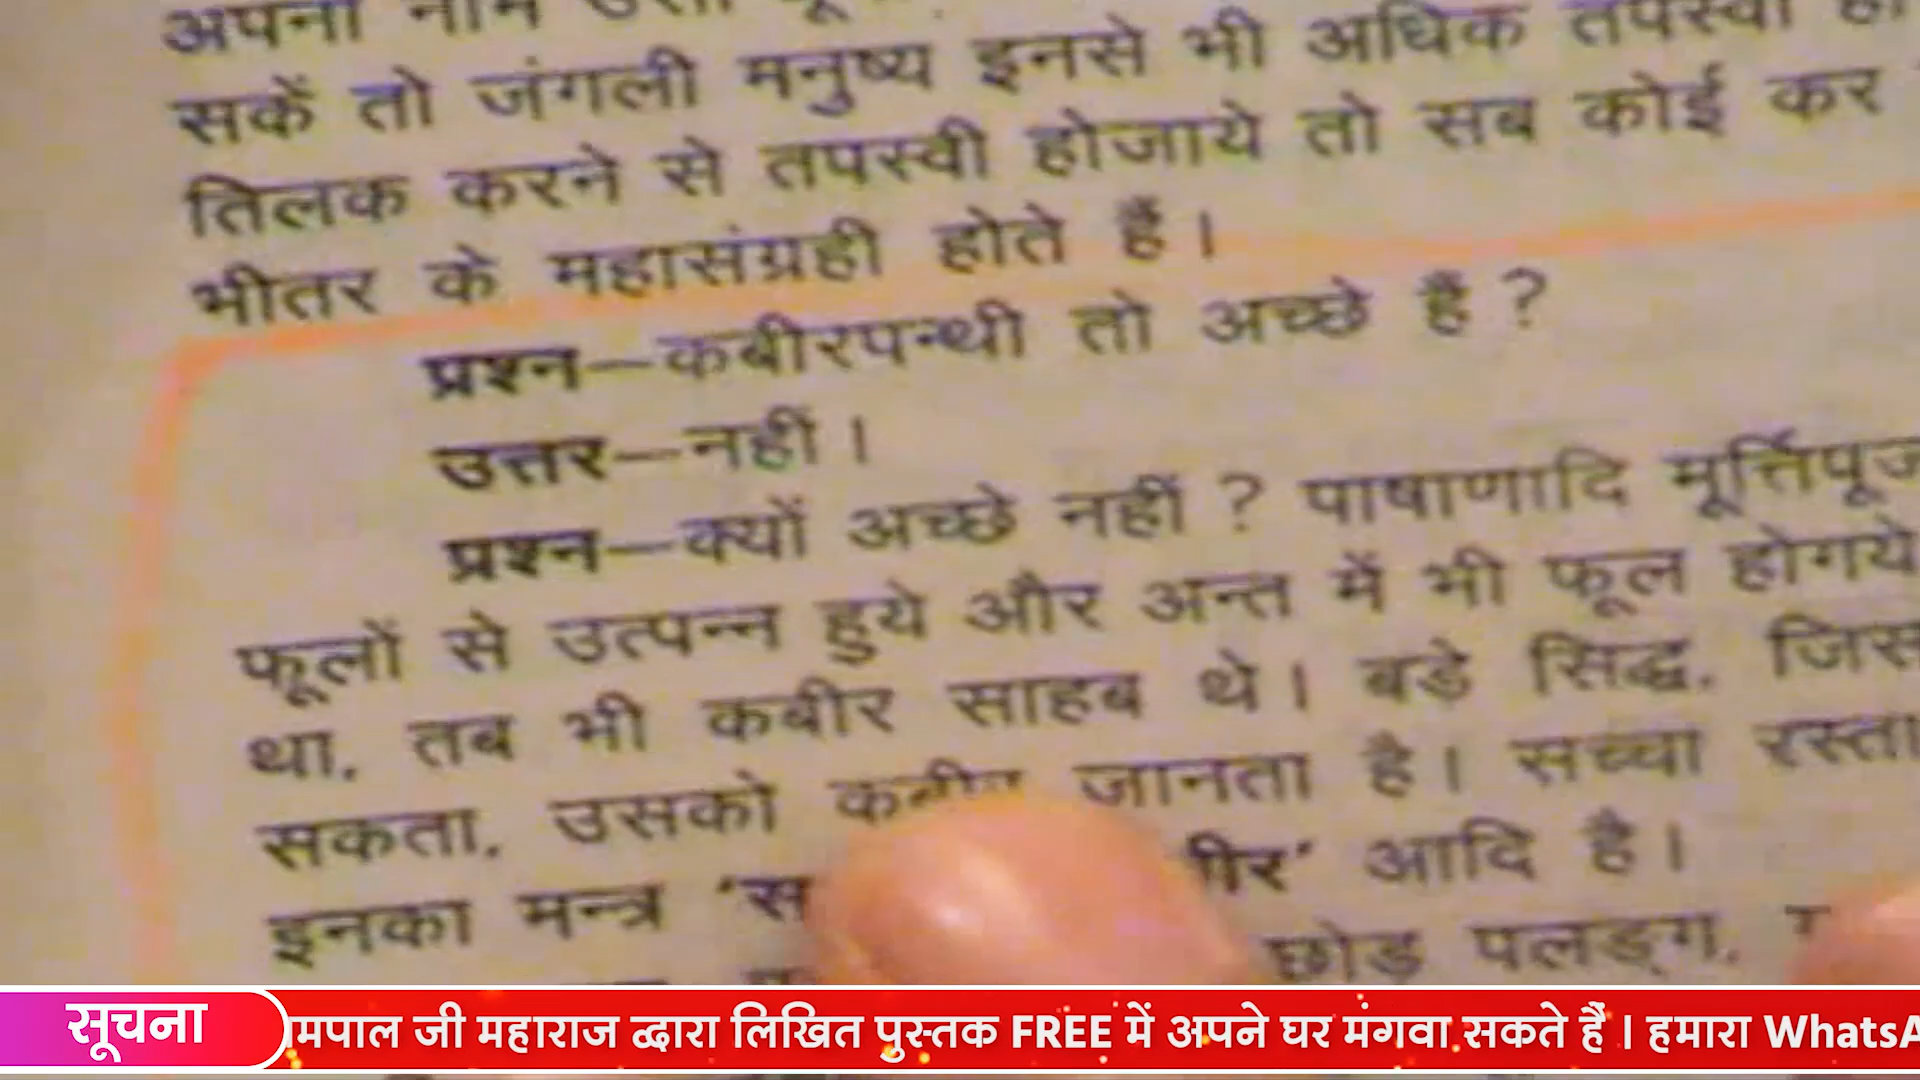 अपना नाम
सकें तो जंगली मनुष्य इनसे भी अधिक तपस्वी
तिलक करने से तपस्वी होजाये तो सब कोई कर
भीतर के महासंग्रही होते हैं।
प्रश्न—कबीरपन्थी तो अच्छे हैं ?
उत्तर—नहीं।
प्रश्न—क्यों अच्छे नहीं ? पाषाणादि मूर्त्तिपूज
फूलों से उत्पन्न हुये और अन्त में भी फूल होगये
था, तब भी कबीर साहब थे। बड़े सिद्ध, जिस
सकता, उसको जानता है। सच्चा रस्ता
इनका मन्त्र ‘स आदि है।
छोड़ पलङ्ग,
सूचना
मपाल जी महाराज द्वारा लिखित पुस्तक FREE में अपने घर मंगवा सकते हैं । हमारा WhatsA